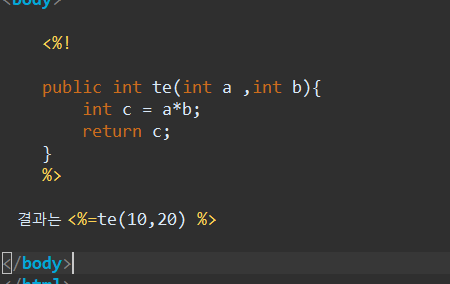 <body>
<%!
public int te(int a ,int b){
int c = a*b;
return c;
}
%>
결과는 <%=te(10,20) %>
</body>
</html>